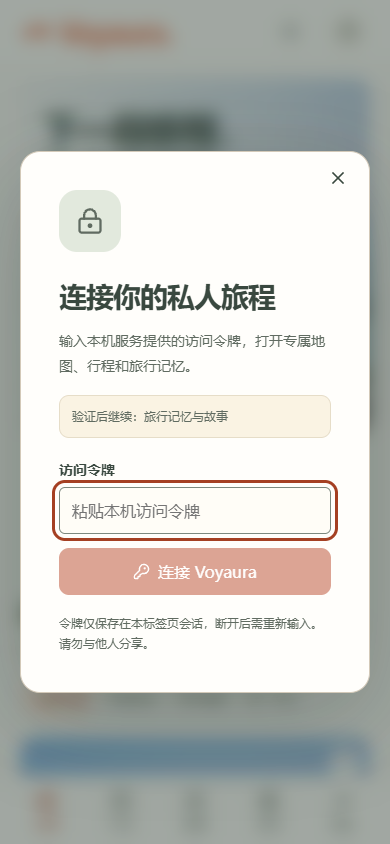 连接你的私人旅程
输入本机服务提供的访问令牌，打开专属地
图、行程和旅行记忆。
验证后继续：旅行记忆与故事
访问令牌
粘贴本机访问令牌
连接 Voyaura
令牌仅保存在本标签页会话，断开后需重新输入。
请勿与他人分享。